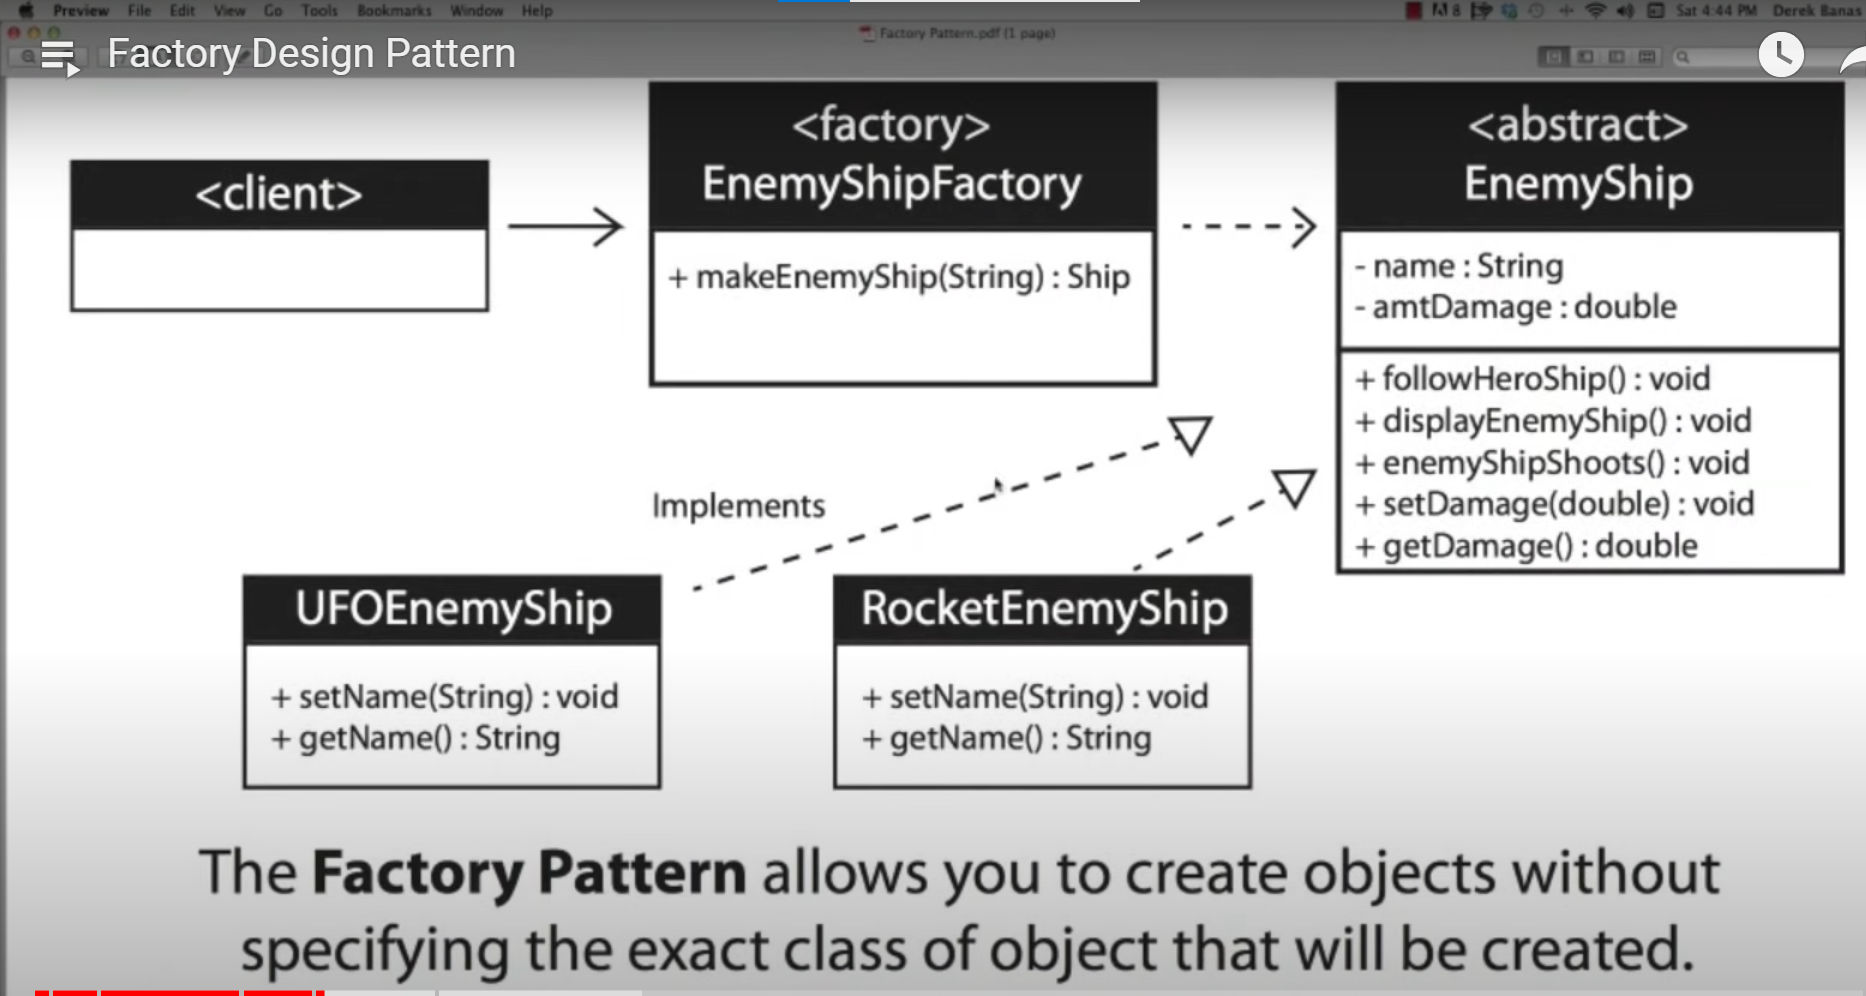 Preview File Edit View Go Tools Bookmarks Window Help
8 Sat 4:44 PM Derek Banas
Factory Pattern.pdf (1 page)
Factory Design Pattern
<client>
<factory>
EnemyShipFactory
+ makeEnemyShip(String) : Ship
<abstract>
EnemyShip
- name : String
- amtDamage : double
+ followHeroShip() : void
+ displayEnemyShip() : void
+ enemyShipShoots() : void
+ setDamage(double) : void
+ getDamage() : double
Implements
UFOEnemyShip
+ setName(String) : void
+ getName() : String
RocketEnemyShip
+ setName(String) : void
+ getName() : String
The Factory Pattern allows you to create objects without
specifying the exact class of object that will be created.